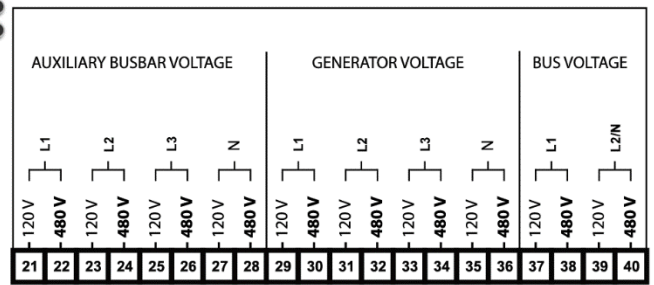 AUXILIARY BUSBAR VOLTAGE GENERATOR VOLTAGE BUS VOLTAGE
L1 L2 L3 N L1 L2 L3 N L1 L2/N
120 V 480 V 120 V 480 V 120 V 480 V 120 V 480 V 120 V 480 V 120 V 480 V 120 V 480 V 120 V 480 V 120 V 480 V 120 V 480 V
21 22 23 24 25 26 27 28 29 30 31 32 33 34 35 36 37 38 39 40